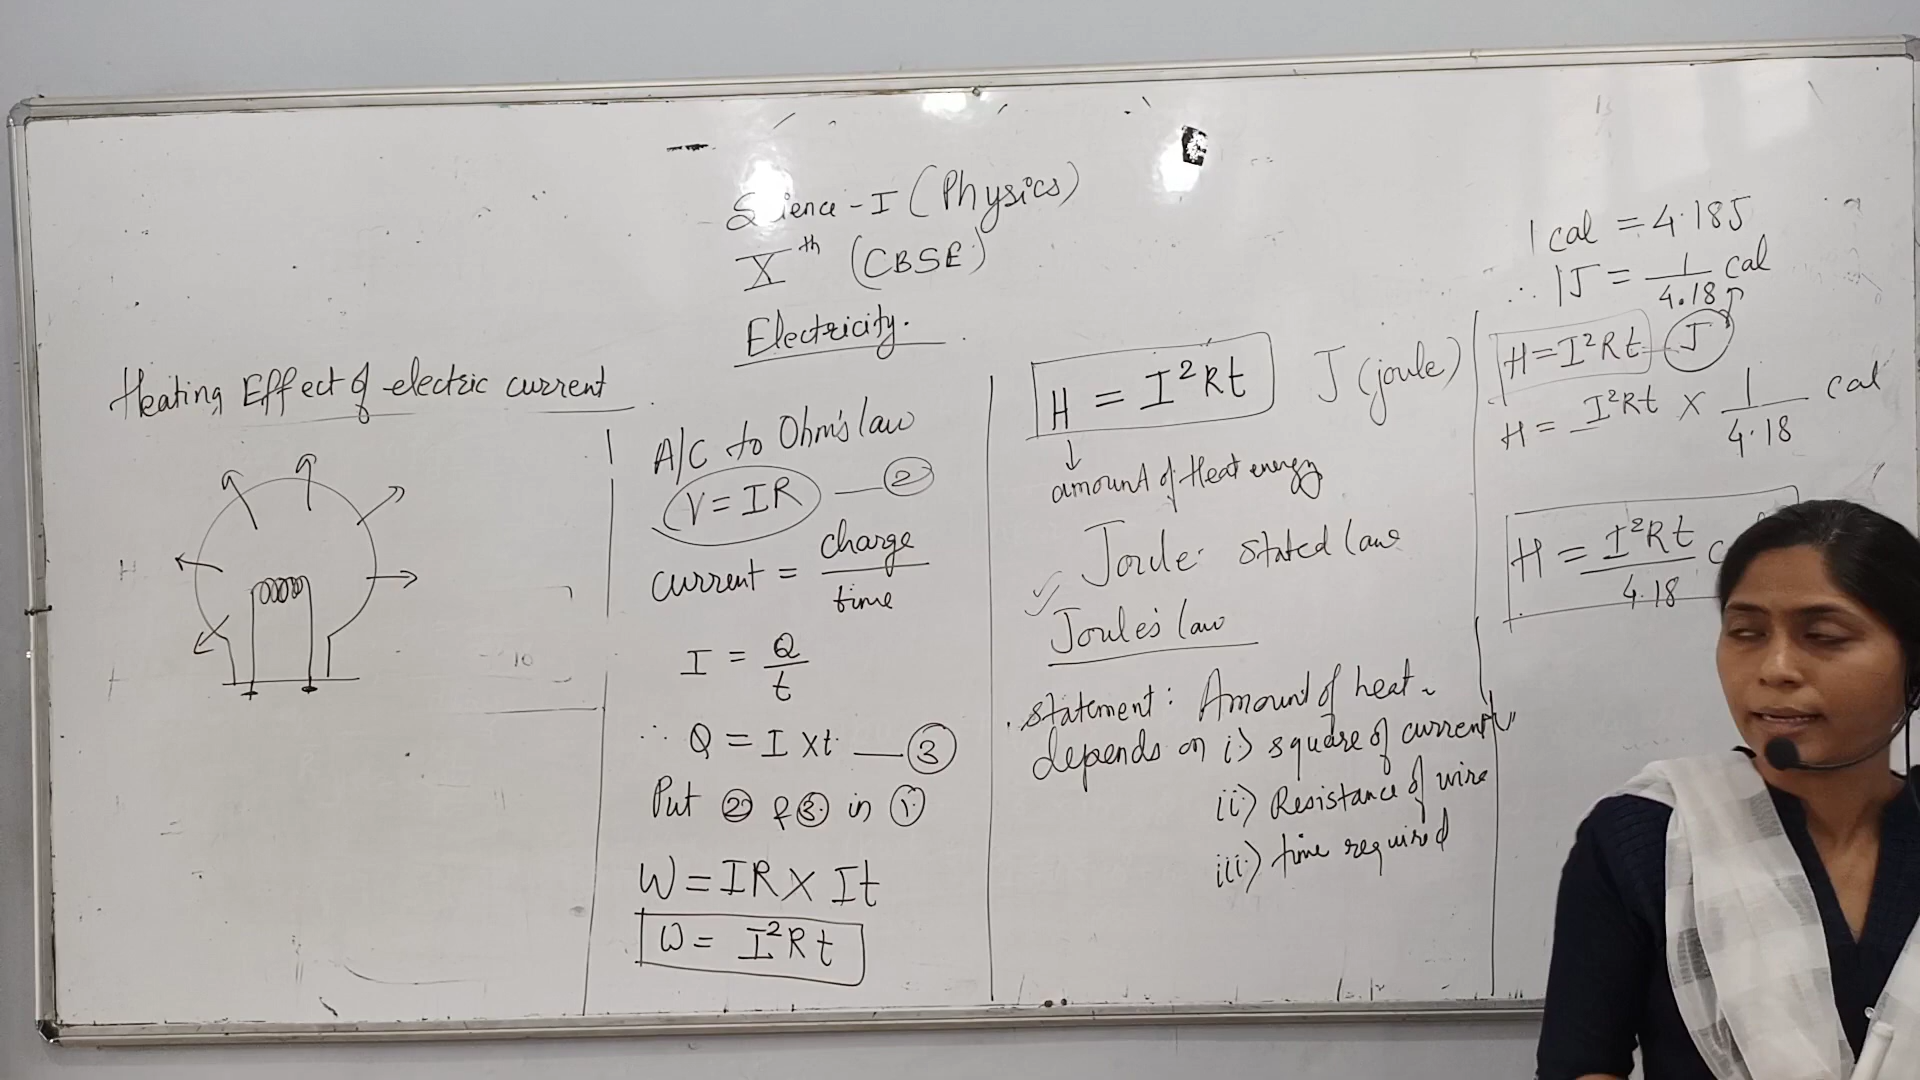 Science - I (Physics)
Xth (CBSE)
Electricity.
Heating Effect of electric current
A/C to Ohm's law
V = IR — ②
current = charge / time
I = Q / t
∴ Q = I × t — ③
Put ② & ③ in ①
W = IR × It
W = I²Rt
H = I²Rt J (joule)
↓
amount of Heat energy
Joule stated law
✓ Joule's law
statement: Amount of heat
depends on i) square of current
ii) Resistance of wire
iii) time required
1 cal = 4.18J
∴ 1J = 1/4.18 cal
H = I²Rt J
H = I²Rt × 1/4.18 cal
H = I²Rt / 4.18